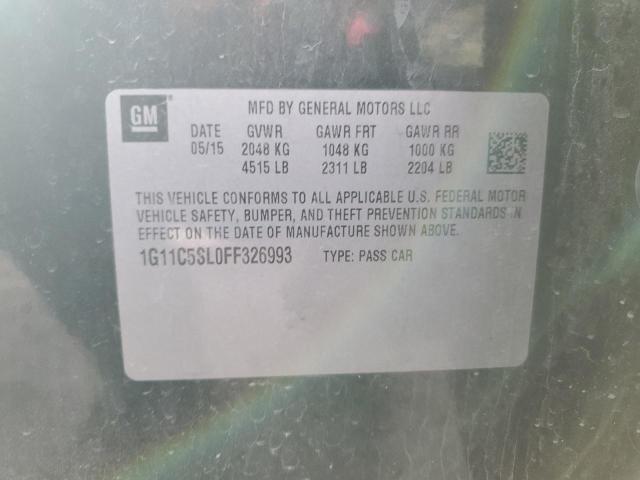 GM
MFD BY GENERAL MOTORS LLC
DATE GVWR GAWR FRT GAWR RR
05/15 2048 KG 1048 KG 1000 KG
4515 LB 2311 LB 2204 LB
THIS VEHICLE CONFORMS TO ALL APPLICABLE U.S. FEDERAL MOTOR
VEHICLE SAFETY, BUMPER, AND THEFT PREVENTION STANDARDS IN
EFFECT ON THE DATE OF MANUFACTURE SHOWN ABOVE.
1G11C5SL0FF326993 TYPE: PASS CAR